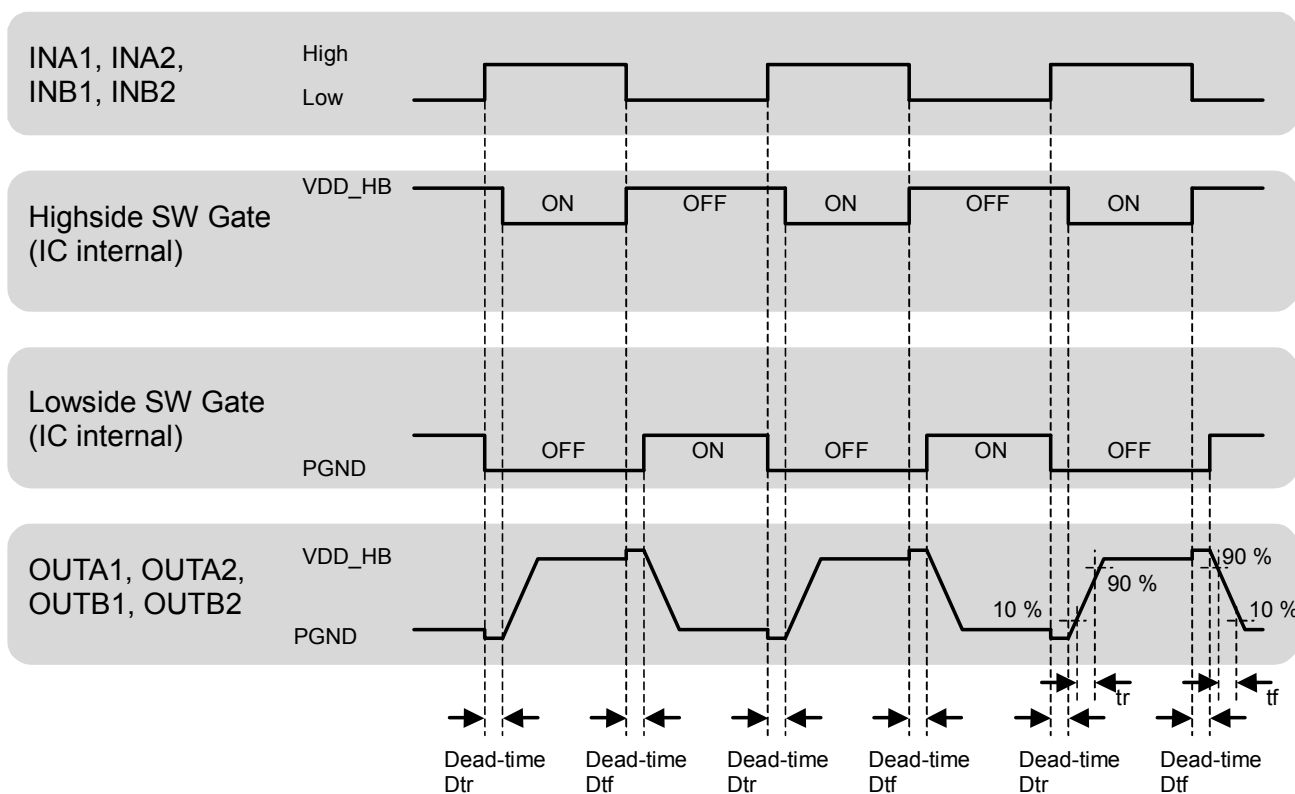 INA1, INA2,
INB1, INB2
High
Low
Highside SW Gate
(IC internal)
VDD_HB
ON OFF ON OFF ON
Lowside SW Gate
(IC internal)
PGND
OFF ON OFF ON OFF
OUTA1, OUTA2,
OUTB1, OUTB2
VDD_HB
PGND
10 %
90 %
90 %
10 %
tr
tf
Dead-time
Dtr
Dead-time
Dtf
Dead-time
Dtr
Dead-time
Dtf
Dead-time
Dtr
Dead-time
Dtf